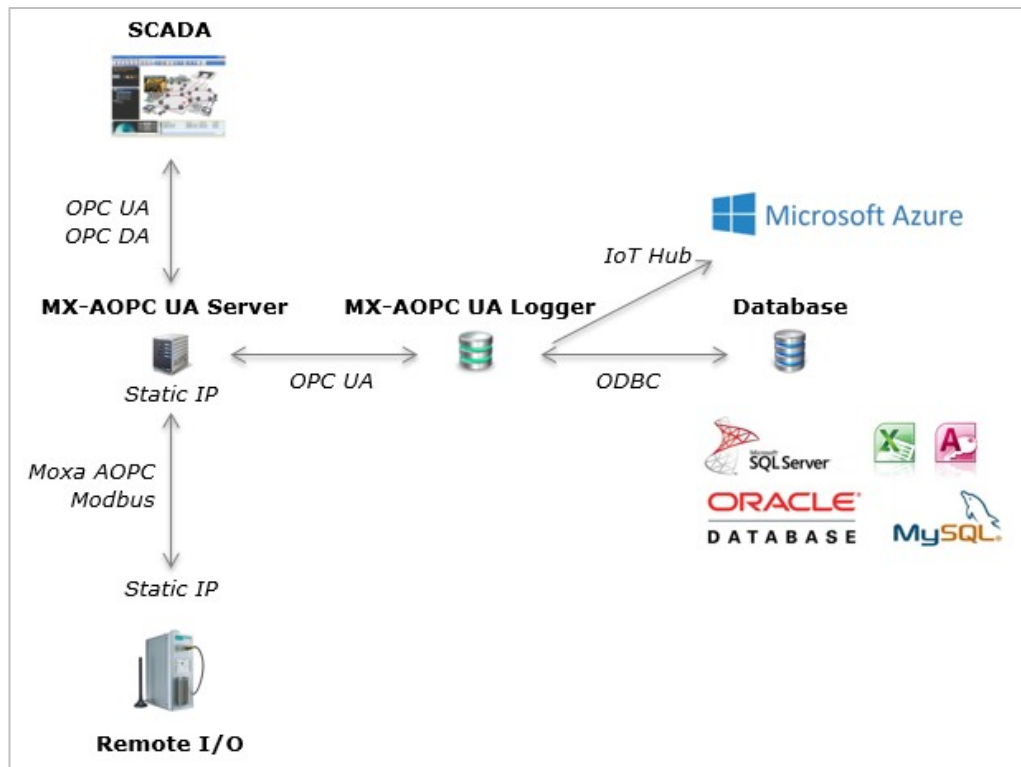 SCADA
OPC UA
OPC DA
Microsoft Azure
IoT Hub
MX-AOPC UA Server
MX-AOPC UA Logger
Database
OPC UA
ODBC
Static IP
Moxa AOPC
Modbus
Microsoft
SQL Server
ORACLE
DATABASE
MySQL
Static IP
Remote I/O